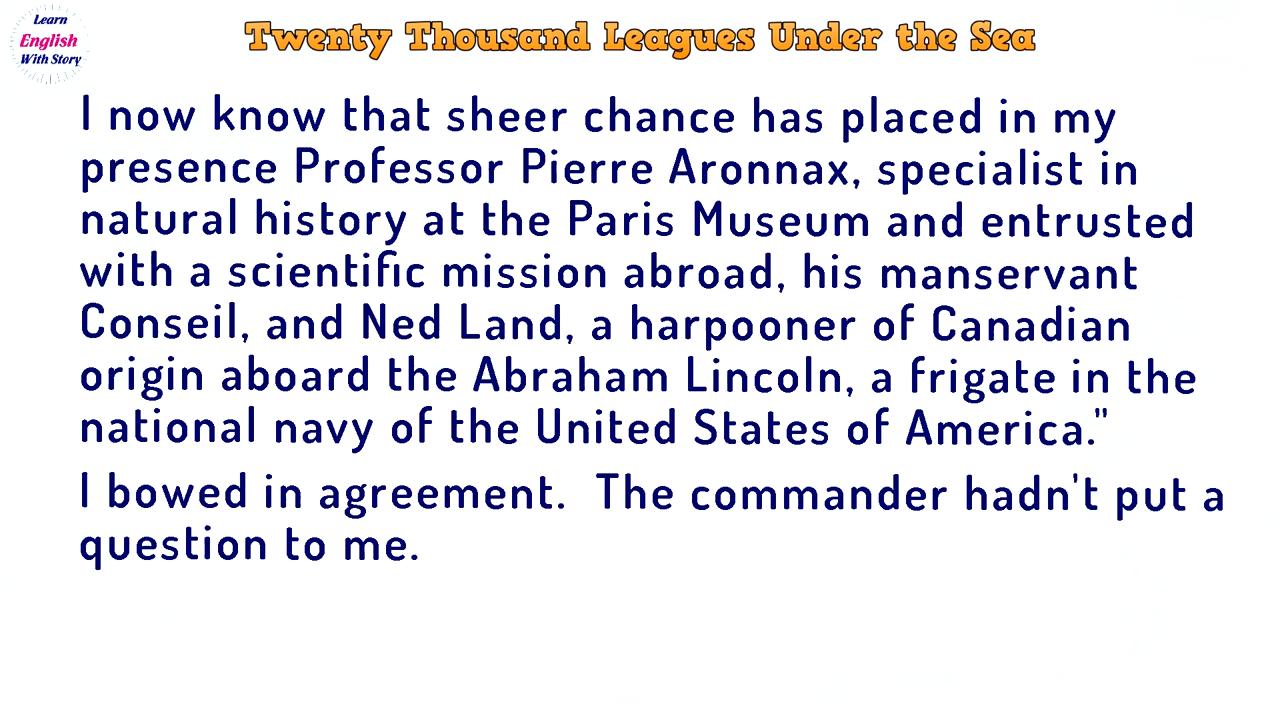 Learn
English
With Story
Twenty Thousand Leagues Under the Sea
I now know that sheer chance has placed in my
presence Professor Pierre Aronnax, specialist in
natural history at the Paris Museum and entrusted
with a scientific mission abroad, his manservant
Conseil, and Ned Land, a harpooner of Canadian
origin aboard the Abraham Lincoln, a frigate in the
national navy of the United States of America."
I bowed in agreement.  The commander hadn't put a
question to me.